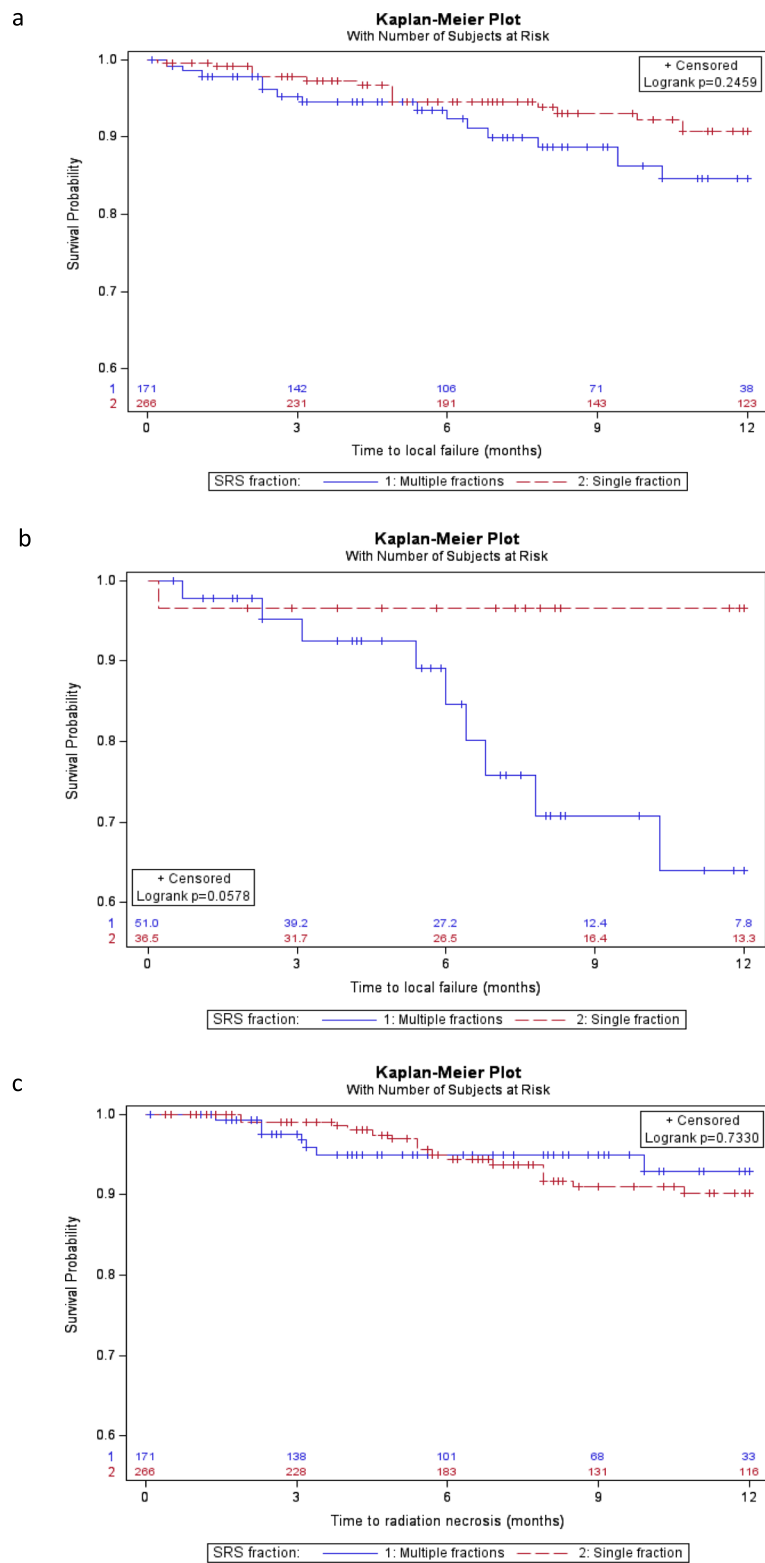 a
Kaplan-Meier Plot
With Number of Subjects at Risk
+ Censored
Logrank p=0.2459
1.0
0.9
0.8
0.7
0.6
Survival Probability
1 171 142 106 71 38
2 266 231 191 143 123
0 3 6 9 12
Time to local failure (months)
SRS fraction: 1: Multiple fractions 2: Single fraction
b
Kaplan-Meier Plot
With Number of Subjects at Risk
1.0
0.9
0.8
0.7
0.6
Survival Probability
+ Censored
Logrank p=0.0578
1 51.0 39.2 27.2 12.4 7.8
2 36.5 31.7 26.5 16.4 13.3
0 3 6 9 12
Time to local failure (months)
SRS fraction: 1: Multiple fractions 2: Single fraction
c
Kaplan-Meier Plot
With Number of Subjects at Risk
+ Censored
Logrank p=0.7330
1.0
0.9
0.8
0.7
0.6
Survival Probability
1 171 138 101 68 33
2 266 228 183 131 116
0 3 6 9 12
Time to radiation necrosis (months)
SRS fraction: 1: Multiple fractions 2: Single fraction